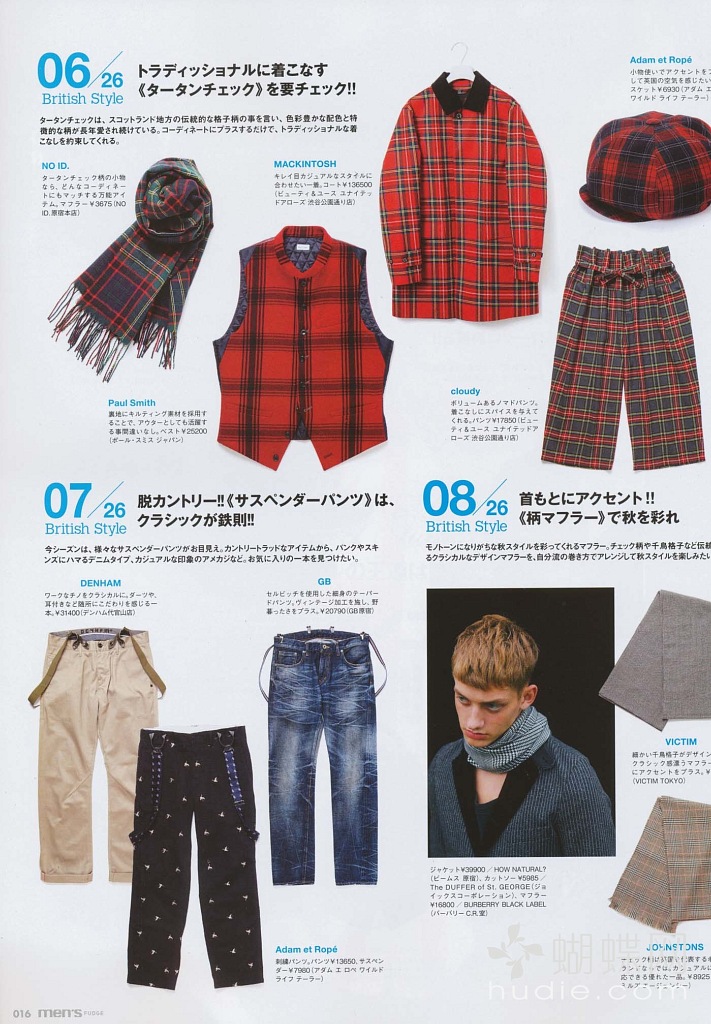 06/26
British Style
トラディッショナルに着こなす
《タータンチェック》を要チェック!!
タータンチェックは、スコットランド地方の伝統的な格子柄の事を言い、色彩豊かな配色と特
徴的な柄が長年愛され続けている。コーディネートにプラスするだけで、トラディッショナルな着
こなしを約束してくれる。
NO ID.
タータンチェック柄の小物
なら、どんなコーディネー
トにもマッチする万能アイ
テム。マフラー¥3675(NO
ID.原宿本店)
MACKINTOSH
キレイ目カジュアルなスタイルに
合わせたい一着。コート¥136500
(ビューティ&ユース ユナイテッ
ドアローズ 渋谷公園通り店)
Adam et Ropé
小物使いでアクセントをプ
して英国の空気を感じたい
スケット¥6930(アダム エ
ワイルド ライフ テーラー)
Paul Smith
裏地にキルティング素材を採用す
ることで、アウターとしても活躍す
る事間違いなし。ベスト¥25200
(ポール・スミス ジャパン)
cloudy
ボリュームあるノマドパンツ。
着こなしにスパイスを与えて
くれる。パンツ¥17850(ビュー
ティ&ユース ユナイテッドア
ローズ 渋谷公園通り店)
07/26
British Style
脱カントリー!!《サスペンダーパンツ》は、
クラシックが鉄則!!
今シーズンは、様々なサスペンダーパンツがお目見え。カントリートラッドなアイテムから、パンクやスキ
ンズにハマるデニムタイプ、カジュアルな印象のアメカジなど。お気に入りの一本を見つけたい。
DENHAM
ワークなチノをクラシカルに。ダーツや、
耳付きなど随所にこだわりを感じる一
本。¥31400(デンハム代官山店)
GB
セルビッチを使用した細身のテーパー
ドパンツ。ヴィンテージ加工を施し、野
暮ったさをプラス。¥20790(GB原宿)
Adam et Ropé
刺繍パンツ。パンツ¥13650、サスペン
ダー¥7980(アダム エ ロペ ワイルド
ライフ テーラー)
08/26
British Style
首もとにアクセント!!
《柄マフラー》で秋を彩れ
モノトーンになりがちな秋スタイルを彩ってくれるマフラー。チェック柄や千鳥格子など伝統
るクラシカルなデザインマフラーを、自分流の巻き方でアレンジして秋スタイルを楽しみたい
VICTIM
細かい千鳥格子がデザイン
クラシック感漂うマフラー
にアクセントをプラス。¥
(VICTIM TOKYO)
ジャケット¥39900/HOW NATURAL?
(ビームス 原宿)、カットソー¥5985/
The DUFFER of St. GEORGE(ジョ
イックスコーポレーション)、マフラー
¥16800/BURBERRY BLACK LABEL
(バーバリーC.R.室)
JOHNSTONS
応できる優れた一品。¥8925
016 men's FUDGE
蝴蝶
hudie.com